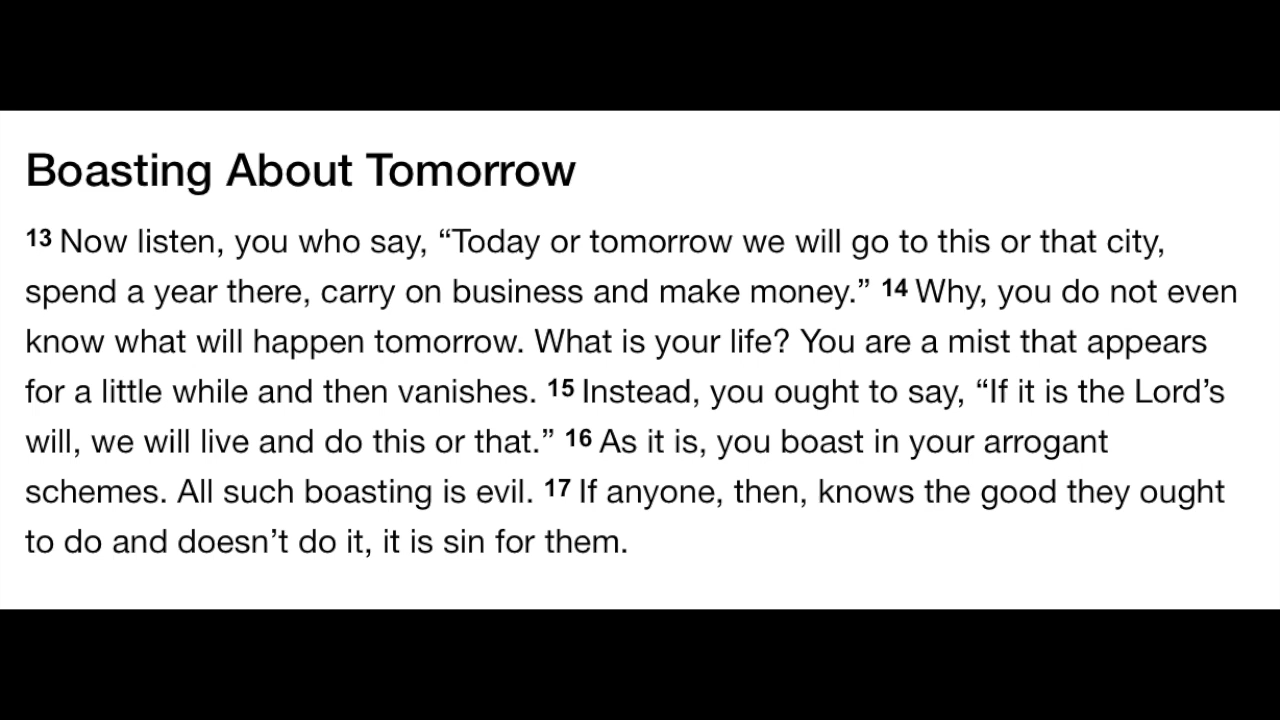 Boasting About Tomorrow
13 Now listen, you who say, “Today or tomorrow we will go to this or that city,
spend a year there, carry on business and make money.” 14 Why, you do not even
know what will happen tomorrow. What is your life? You are a mist that appears
for a little while and then vanishes. 15 Instead, you ought to say, “If it is the Lord’s
will, we will live and do this or that.” 16 As it is, you boast in your arrogant
schemes. All such boasting is evil. 17 If anyone, then, knows the good they ought
to do and doesn’t do it, it is sin for them.